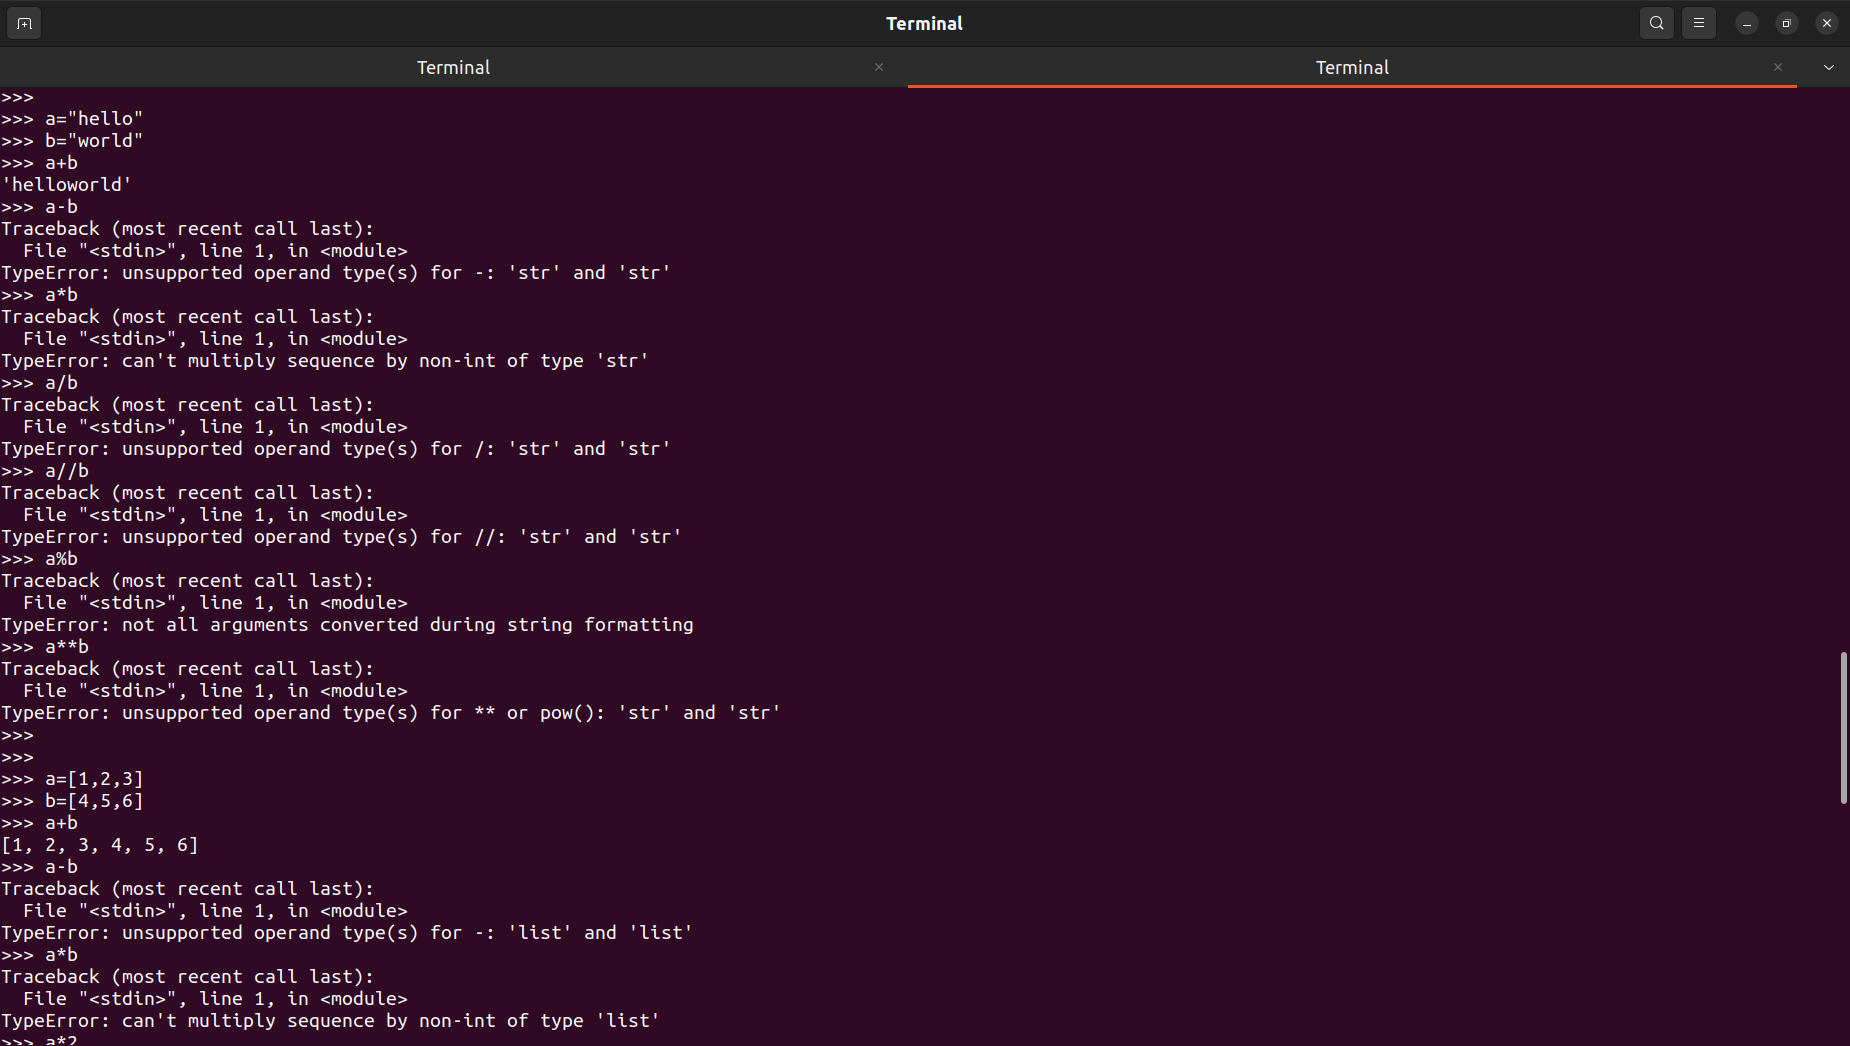 Terminal
Terminal
Terminal
>>>
>>> a="hello"
>>> b="world"
>>> a+b
'helloworld'
>>> a-b
Traceback (most recent call last):
  File "<stdin>", line 1, in <module>
TypeError: unsupported operand type(s) for -: 'str' and 'str'
>>> a*b
Traceback (most recent call last):
  File "<stdin>", line 1, in <module>
TypeError: can't multiply sequence by non-int of type 'str'
>>> a/b
Traceback (most recent call last):
  File "<stdin>", line 1, in <module>
TypeError: unsupported operand type(s) for /: 'str' and 'str'
>>> a//b
Traceback (most recent call last):
  File "<stdin>", line 1, in <module>
TypeError: unsupported operand type(s) for //: 'str' and 'str'
>>> a%b
Traceback (most recent call last):
  File "<stdin>", line 1, in <module>
TypeError: not all arguments converted during string formatting
>>> a**b
Traceback (most recent call last):
  File "<stdin>", line 1, in <module>
TypeError: unsupported operand type(s) for ** or pow(): 'str' and 'str'
>>>
>>>
>>> a=[1,2,3]
>>> b=[4,5,6]
>>> a+b
[1, 2, 3, 4, 5, 6]
>>> a-b
Traceback (most recent call last):
  File "<stdin>", line 1, in <module>
TypeError: unsupported operand type(s) for -: 'list' and 'list'
>>> a*b
Traceback (most recent call last):
  File "<stdin>", line 1, in <module>
TypeError: can't multiply sequence by non-int of type 'list'
>>> a*2